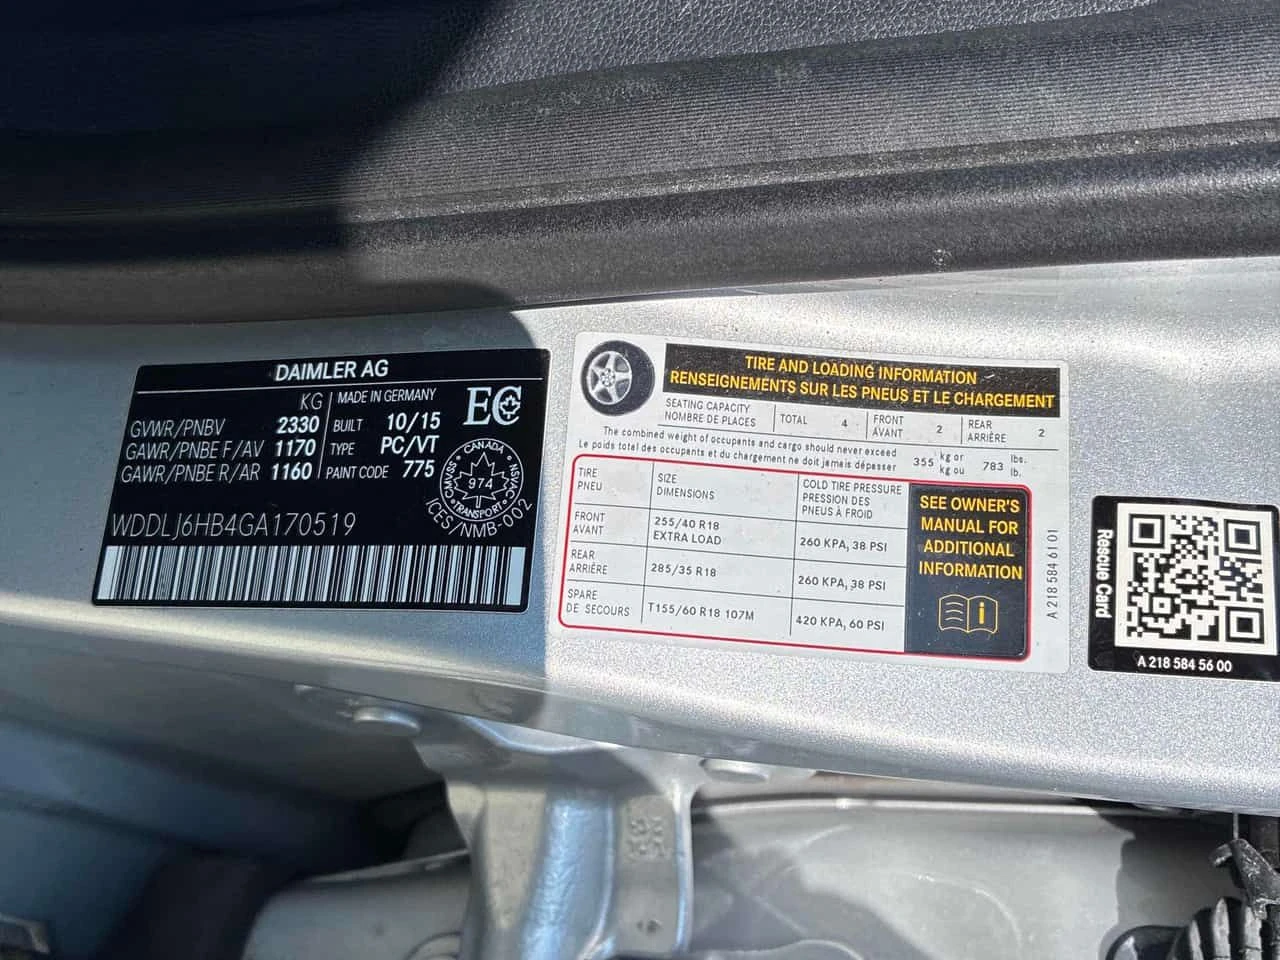 DAIMLER AG
KG
MADE IN GERMANY
EC
GVWR/PNBV 2330
BUILT 10/15
GAWR/PNBE F/AV 1170
TYPE PC/VT
GAWR/PNBE R/AR 1160
PAINT CODE 775
CANADA
CMVSS
974
NSVAC
TRANSPORT
ICES/NMB-002
WDDLJ6HB4GA170519
TIRE AND LOADING INFORMATION
RENSEIGNEMENTS SUR LES PNEUS ET LE CHARGEMENT
SEATING CAPACITY
NOMBRE DE PLACES
TOTAL 4
FRONT
AVANT
2
REAR
ARRIÈRE
2
The combined weight of occupants and cargo should never exceed
Le poids total des occupants et du chargement ne doit jamais dépasser
355 kg or
kg ou
783 lbs.
lb.
TIRE
PNEU
SIZE
DIMENSIONS
COLD TIRE PRESSURE
PRESSION DES
PNEUS À FROID
FRONT
AVANT
255/40 R18
EXTRA LOAD
260 KPA, 38 PSI
REAR
ARRIÈRE
285/35 R18
260 KPA, 38 PSI
SPARE
DE SECOURS
T155/60 R18 107M
420 KPA, 60 PSI
SEE OWNER'S
MANUAL FOR
ADDITIONAL
INFORMATION
i
A 218 584 61 01
Rescue Card
A 218 584 56 00